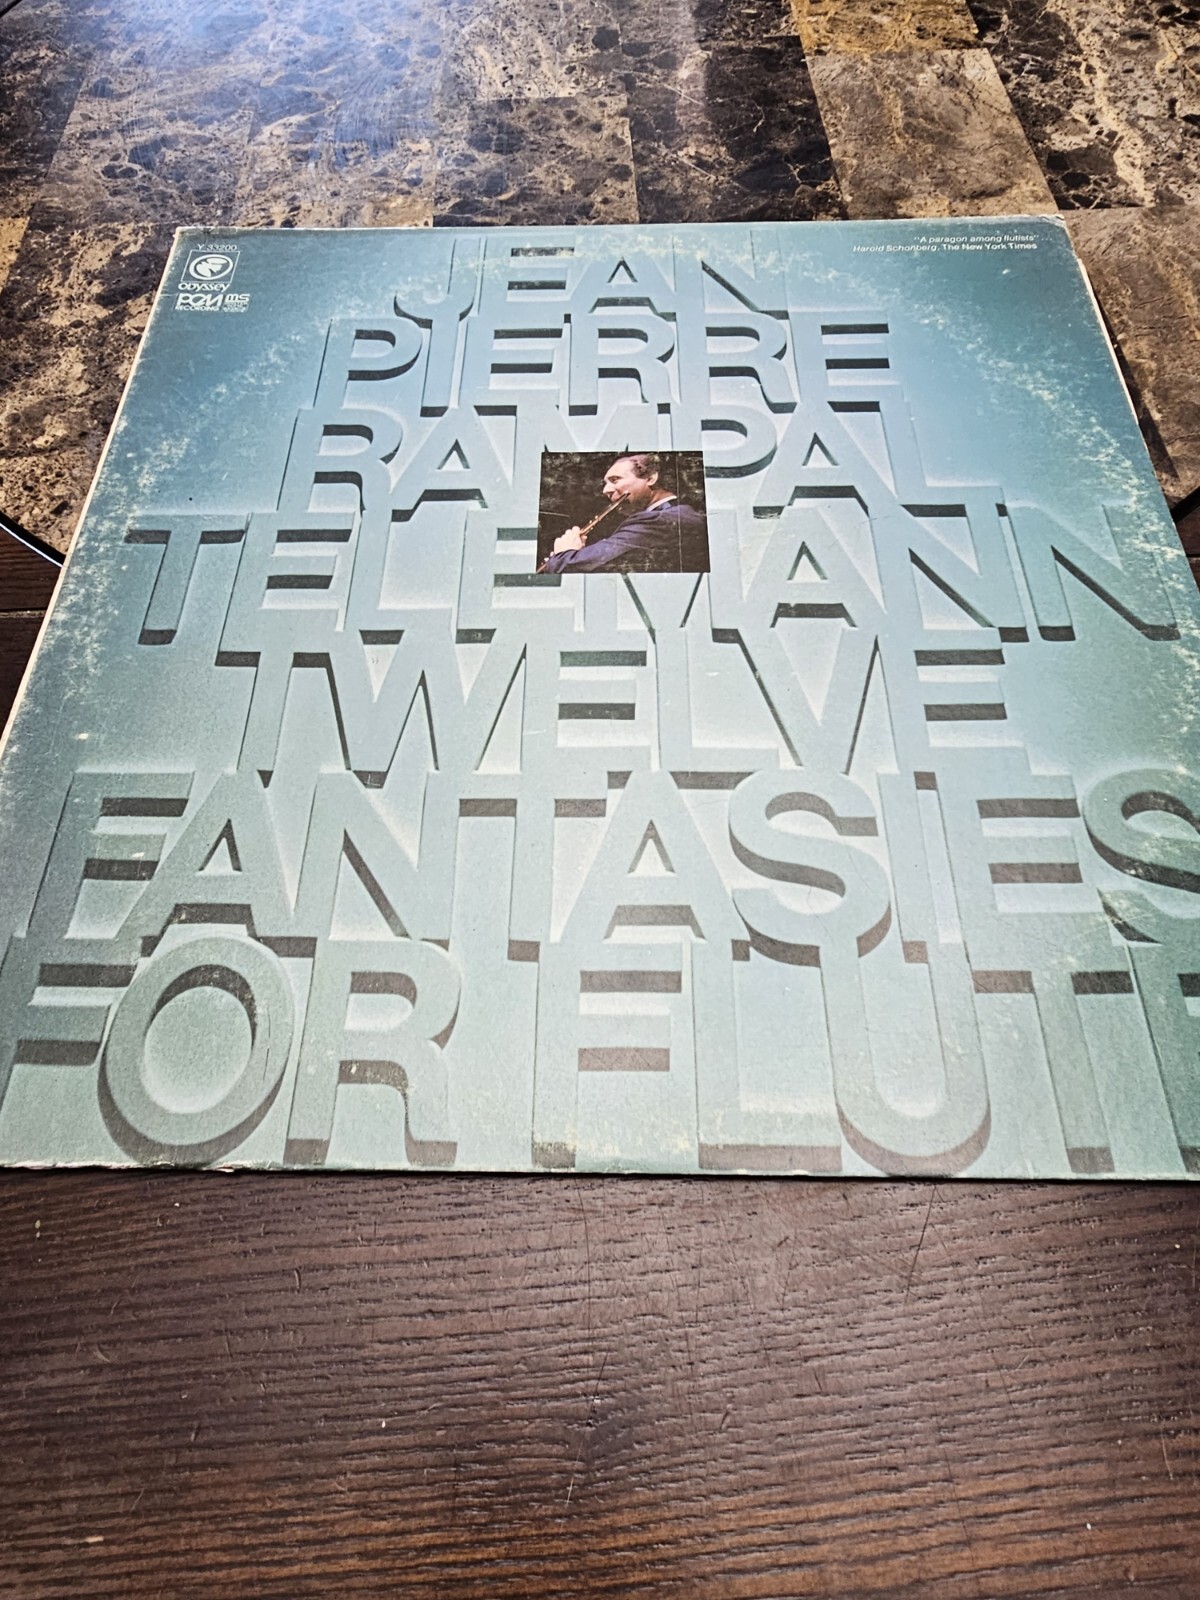 Y 33200
Odyssey
PCM MS
RECORDING
"A paragon among flutists"
Harold Schonberg, The New York Times
JEAN
PIERRE
RAMPAL
TELEMANN
TWELVE
FANTASIES
FOR FLUTE